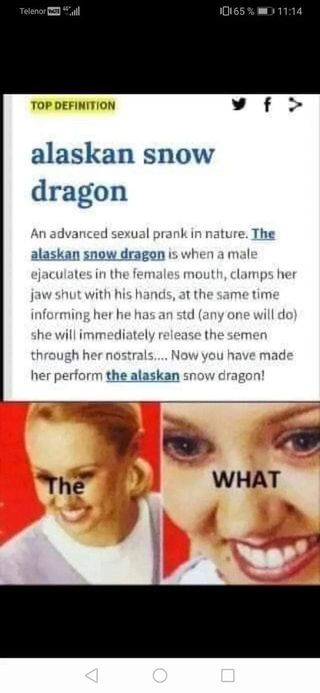 Telenor VoLTE 4G 65 % 11:14
TOP DEFINITION
alaskan snow
dragon
An advanced sexual prank in nature. The
alaskan snow dragon is when a male
ejaculates in the females mouth, clamps her
jaw shut with his hands, at the same time
informing her he has an std (any one will do)
she will immediately release the semen
through her nostrals.... Now you have made
her perform the alaskan snow dragon!
The
WHAT